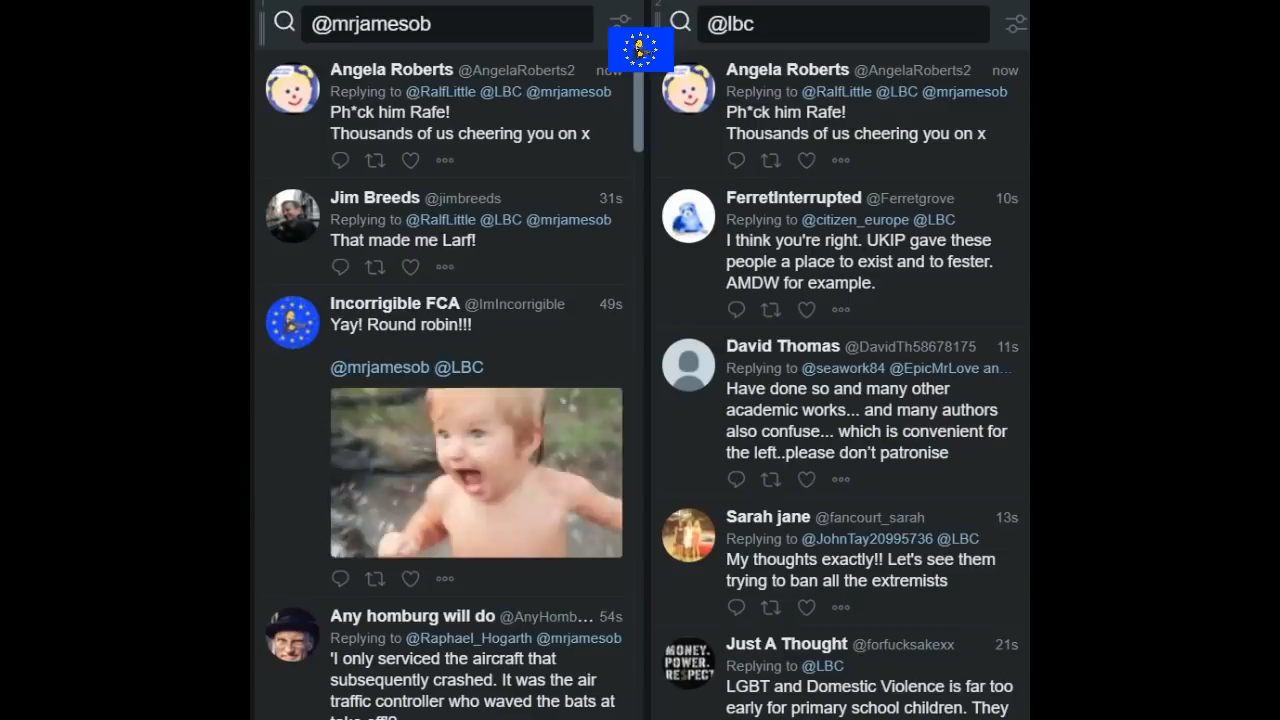 @mrjamesob
Angela Roberts @AngelaRoberts2 now
Replying to @RalfLittle @LBC @mrjamesob
Ph*ck him Rafe!
Thousands of us cheering you on x
Jim Breeds @jimbreeds 31s
Replying to @RalfLittle @LBC @mrjamesob
That made me Larf!
Incorrigible FCA @ImIncorrigible 49s
Yay! Round robin!!!
@mrjamesob @LBC
Any homburg will do @AnyHomb... 54s
Replying to @Raphael_Hogarth @mrjamesob
'I only serviced the aircraft that
subsequently crashed. It was the air
traffic controller who waved the bats at
take off'?
@lbc
Angela Roberts @AngelaRoberts2 now
Replying to @RalfLittle @LBC @mrjamesob
Ph*ck him Rafe!
Thousands of us cheering you on x
FerretInterrupted @Ferretgrove 10s
Replying to @citizen_europe @LBC
I think you're right. UKIP gave these
people a place to exist and to fester.
AMDW for example.
David Thomas @DavidTh58678175 11s
Replying to @seawork84 @EpicMrLove an...
Have done so and many other
academic works... and many authors
also confuse... which is convenient for
the left..please don't patronise
Sarah jane @fancourt_sarah 13s
Replying to @JohnTay20995736 @LBC
My thoughts exactly!! Let's see them
trying to ban all the extremists
MONEY.
POWER.
RESPECT
Just A Thought @forfucksakexx 21s
Replying to @LBC
LGBT and Domestic Violence is far too
early for primary school children. They